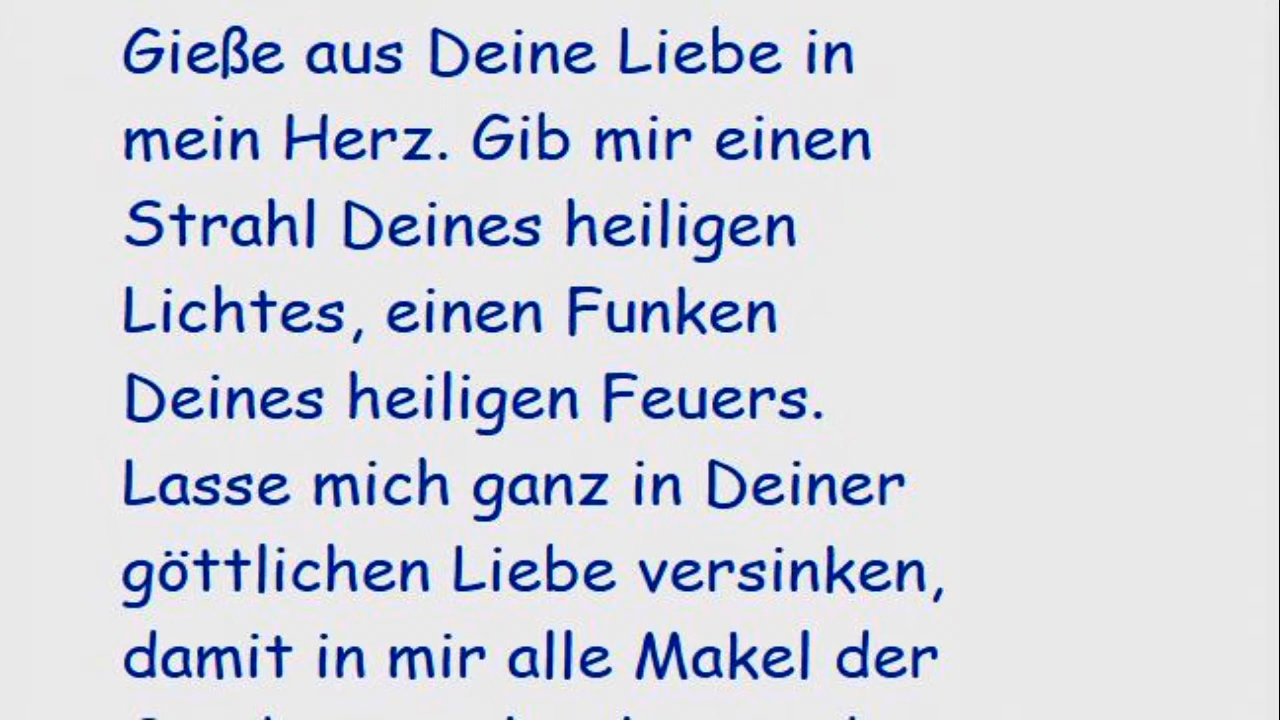 Gieße aus Deine Liebe in
mein Herz. Gib mir einen
Strahl Deines heiligen
Lichtes, einen Funken
Deines heiligen Feuers.
Lasse mich ganz in Deiner
göttlichen Liebe versinken,
damit in mir alle Makel der